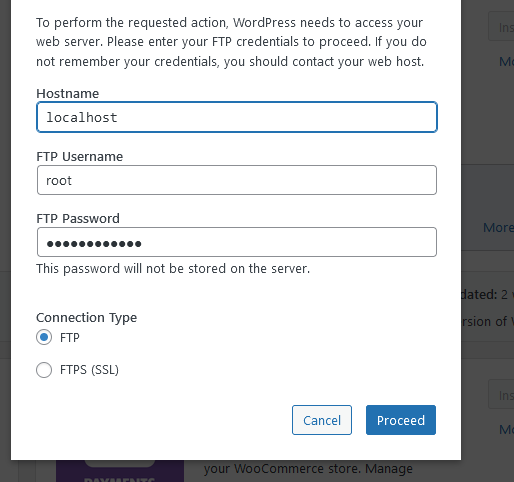 To perform the requested action, WordPress needs to access your
web server. Please enter your FTP credentials to proceed. If you do
not remember your credentials, you should contact your web host.
Hostname
localhost
FTP Username
root
FTP Password
●●●●●●●●●●●●
This password will not be stored on the server.
Connection Type
FTP
FTPS (SSL)
Cancel
Proceed
Ins
Mo
More
dated: 2
rsion of W
Ins
Mo
PAYMENTS
your WooCommerce store. Manage